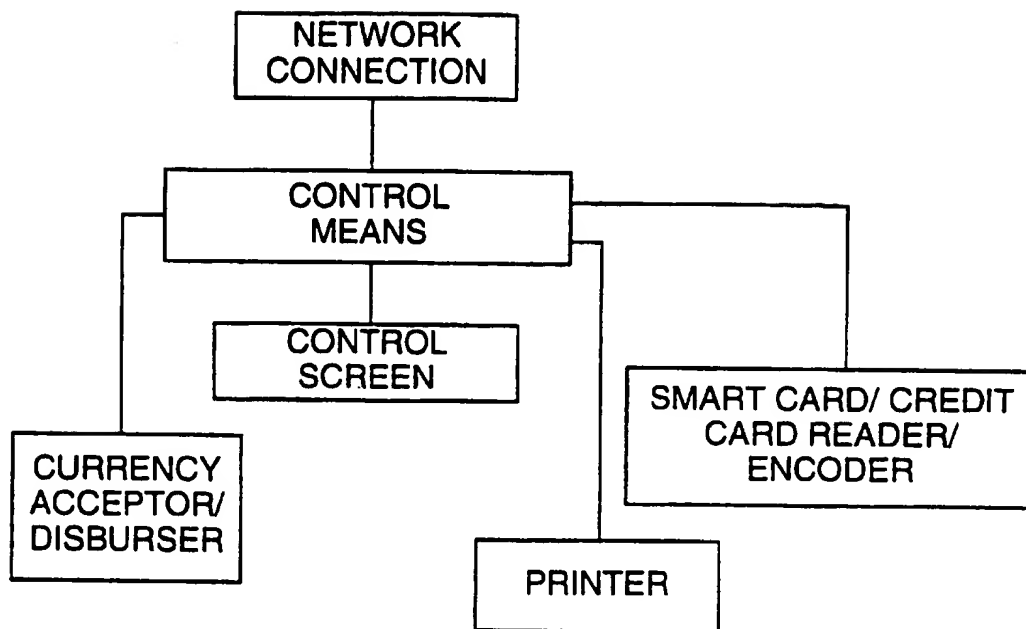 NETWORK
CONNECTION
CONTROL
MEANS
CONTROL
SCREEN
SMART CARD/ CREDIT
CARD READER/
ENCODER
CURRENCY
ACCEPTOR/
DISBURSER
PRINTER